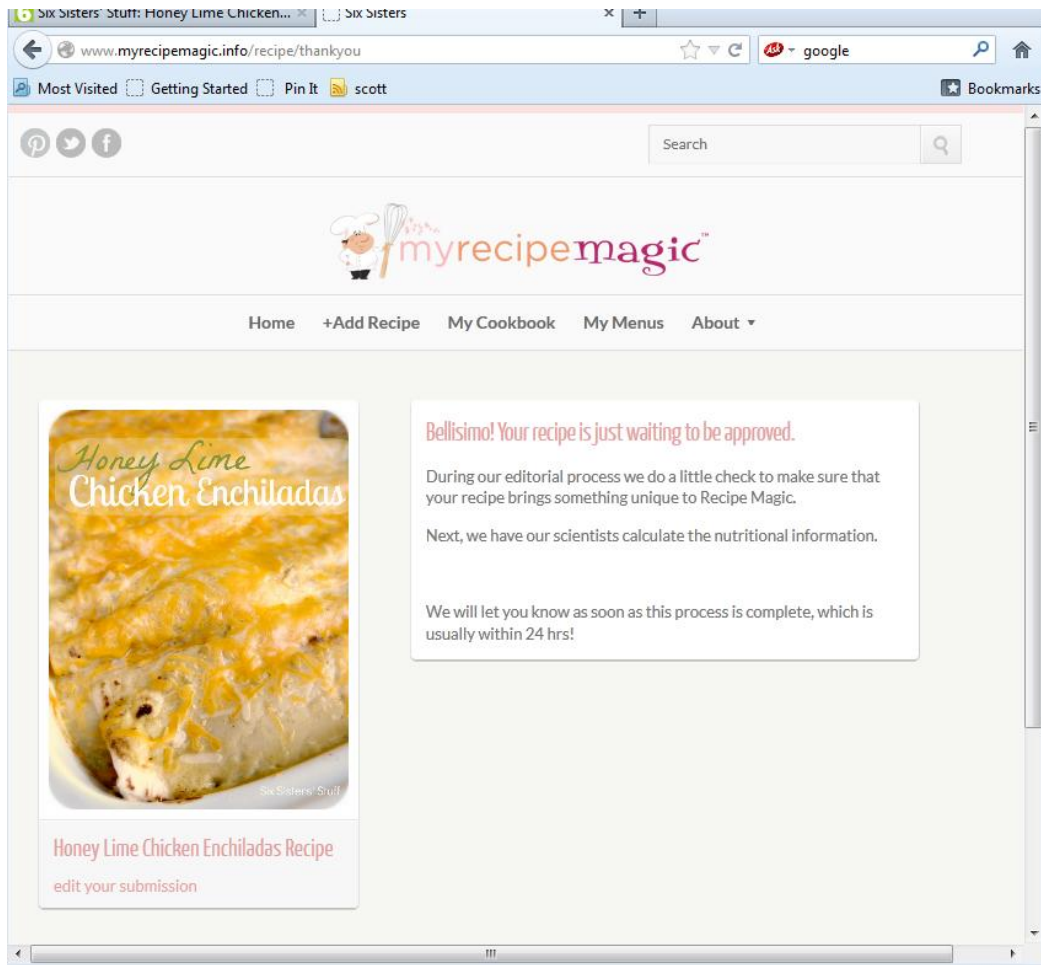 Six Sisters' Stuff: Honey Lime Chicken... ×
Six Sisters × +
www.myrecipemagic.info/recipe/thankyou
google
Most Visited Getting Started Pin It scott
Bookmarks
Search
myrecipemagic™
Home +Add Recipe My Cookbook My Menus About
Honey Lime
Chicken Enchiladas
Six Sisters' Stuff
Honey Lime Chicken Enchiladas Recipe
edit your submission
Bellisimo! Your recipe is just waiting to be approved.
During our editorial process we do a little check to make sure that
your recipe brings something unique to Recipe Magic.
Next, we have our scientists calculate the nutritional information.
We will let you know as soon as this process is complete, which is
usually within 24 hrs!